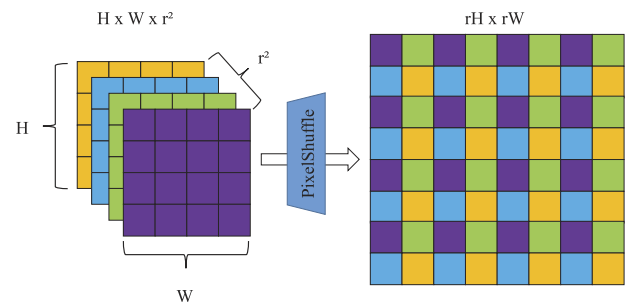 H x W x r²
rH x rW
r²
H
PixelShuffle
W